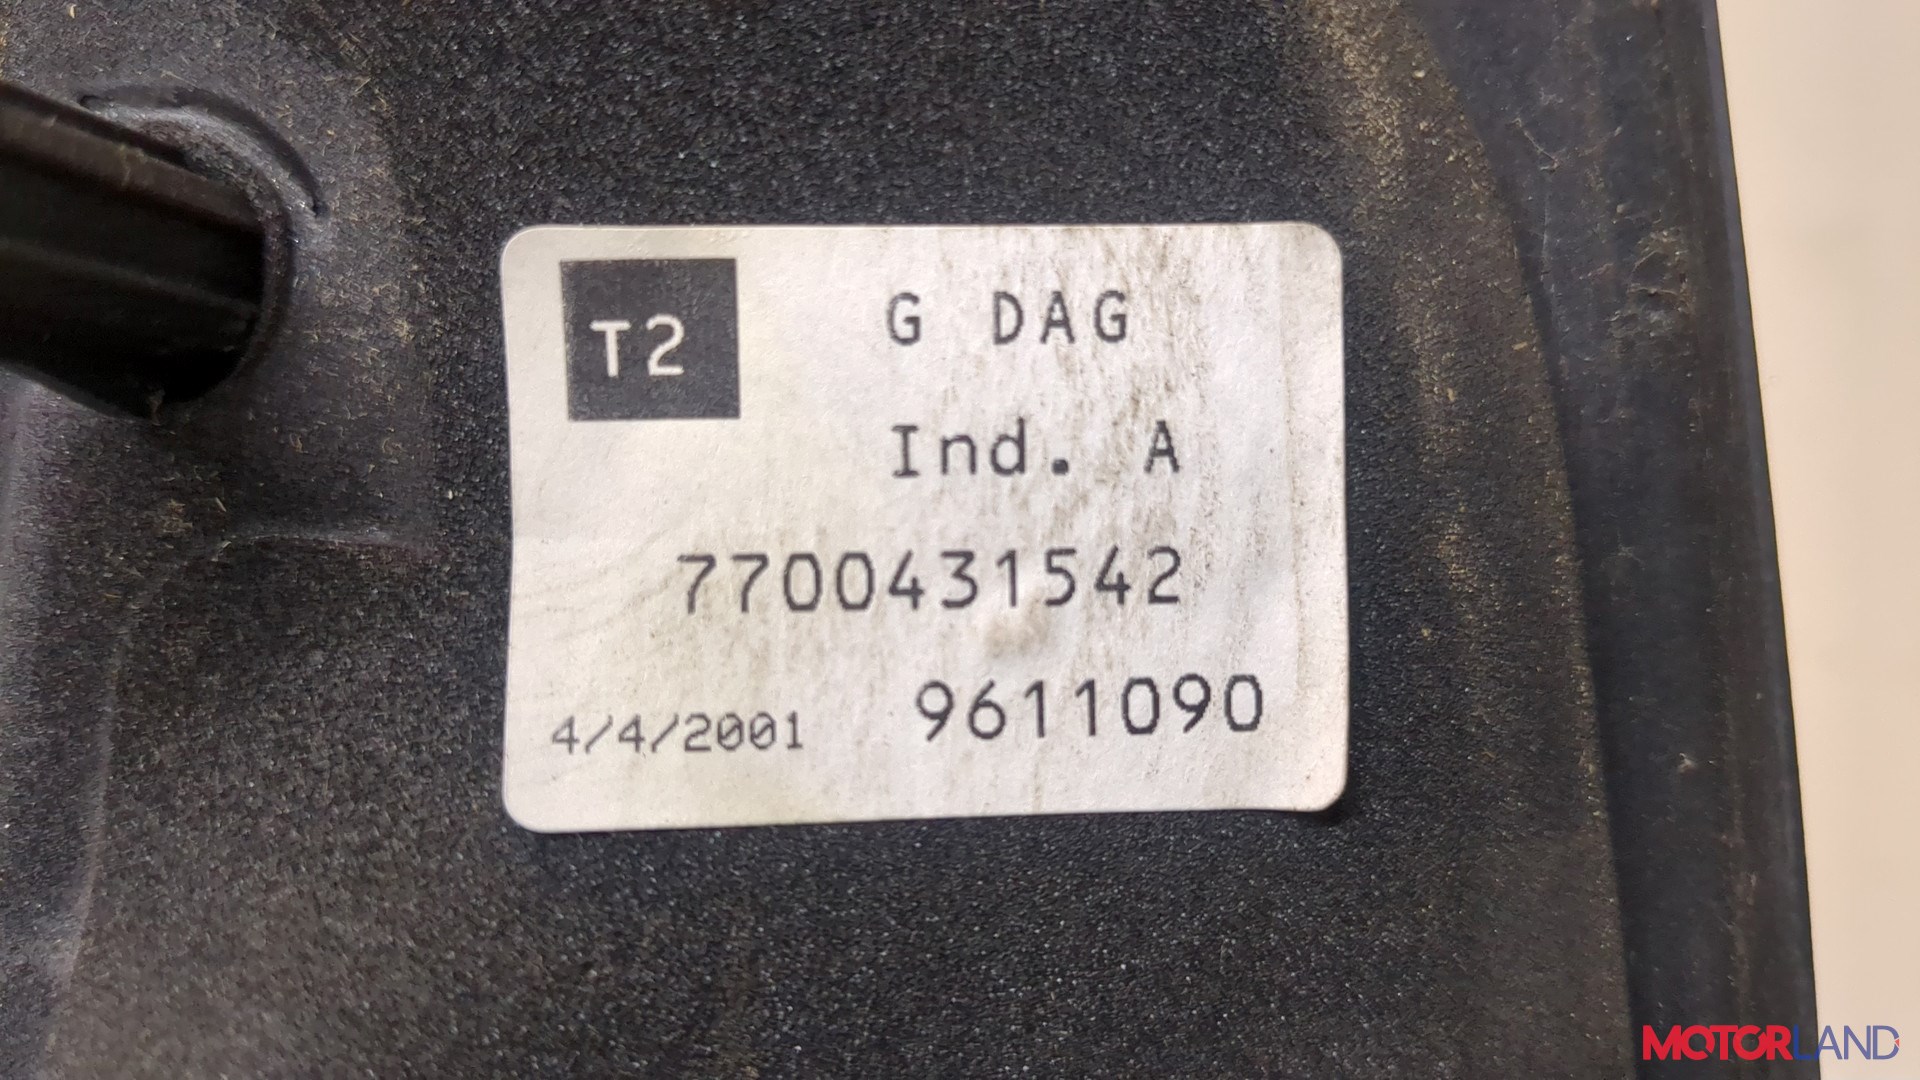 T2
G DAG
Ind. A
7700431542
4/4/2001 9611090
MOTORLAND